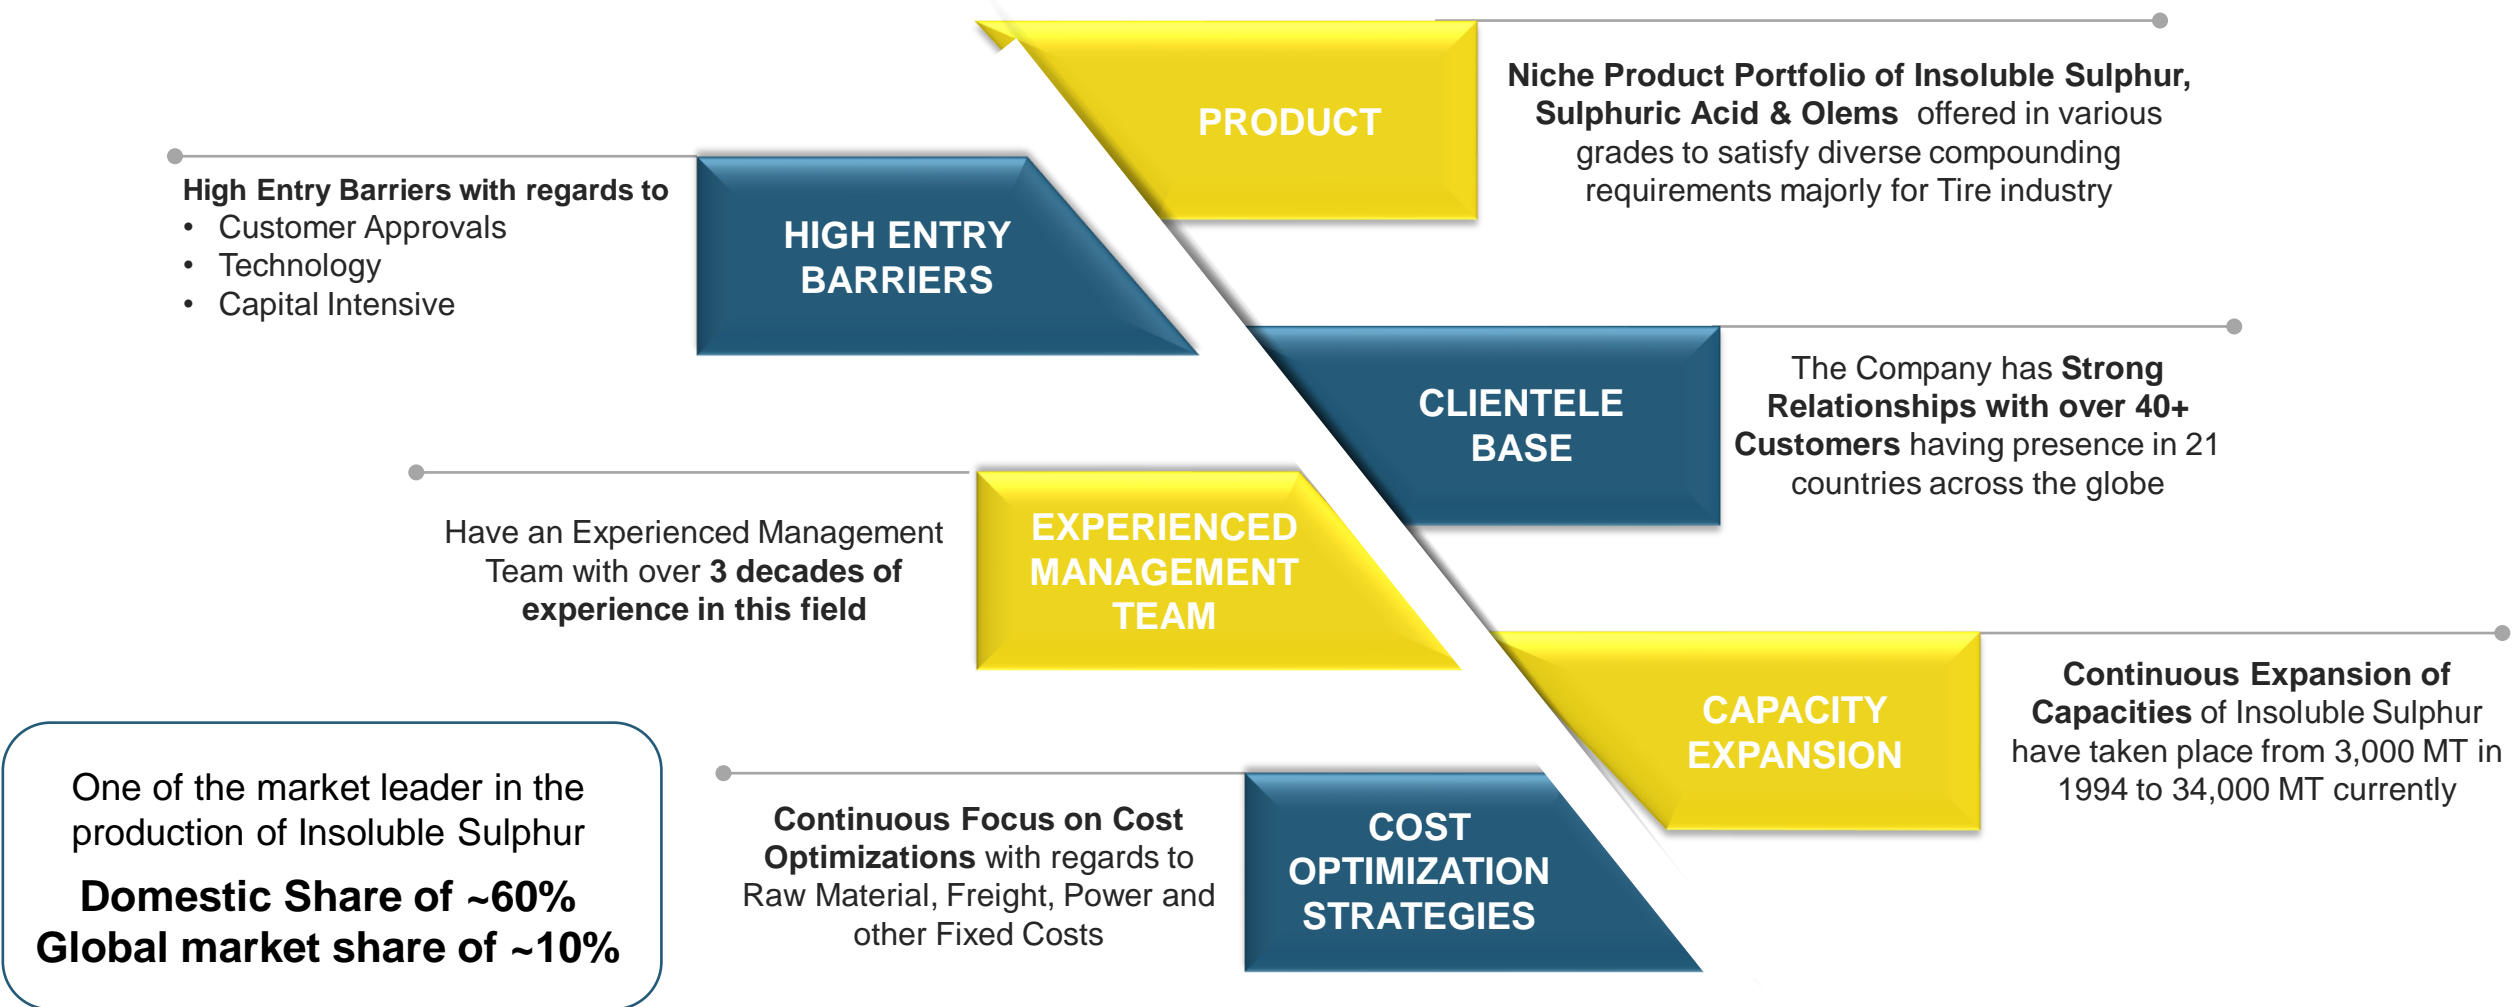 PRODUCT
Niche Product Portfolio of Insoluble Sulphur,
Sulphuric Acid & Olems offered in various
grades to satisfy diverse compounding
requirements majorly for Tire industry
High Entry Barriers with regards to
• Customer Approvals
• Technology
• Capital Intensive
HIGH ENTRY
BARRIERS
CLIENTELE
BASE
The Company has Strong
Relationships with over 40+
Customers having presence in 21
countries across the globe
Have an Experienced Management
Team with over 3 decades of
experience in this field
EXPERIENCED
MANAGEMENT
TEAM
CAPACITY
EXPANSION
Continuous Expansion of
Capacities of Insoluble Sulphur
have taken place from 3,000 MT in
1994 to 34,000 MT currently
Continuous Focus on Cost
Optimizations with regards to
Raw Material, Freight, Power and
other Fixed Costs
COST
OPTIMIZATION
STRATEGIES
One of the market leader in the
production of Insoluble Sulphur
Domestic Share of ~60%
Global market share of ~10%